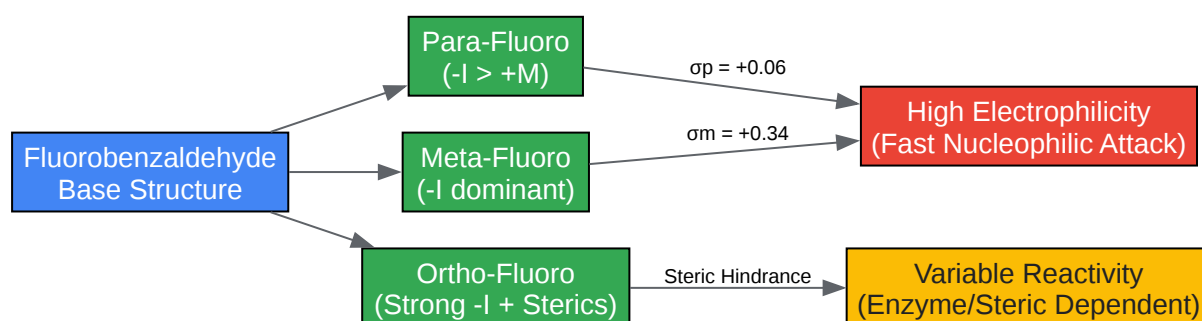 Para-Fluoro
(-I > +M)
σp = +0.06
High Electrophilicity
(Fast Nucleophilic Attack)
Fluorobenzaldehyde
Base Structure
Meta-Fluoro
(-I dominant)
σm = +0.34
Ortho-Fluoro
(Strong -I + Sterics)
Steric Hindrance
Variable Reactivity
(Enzyme/Steric Dependent)